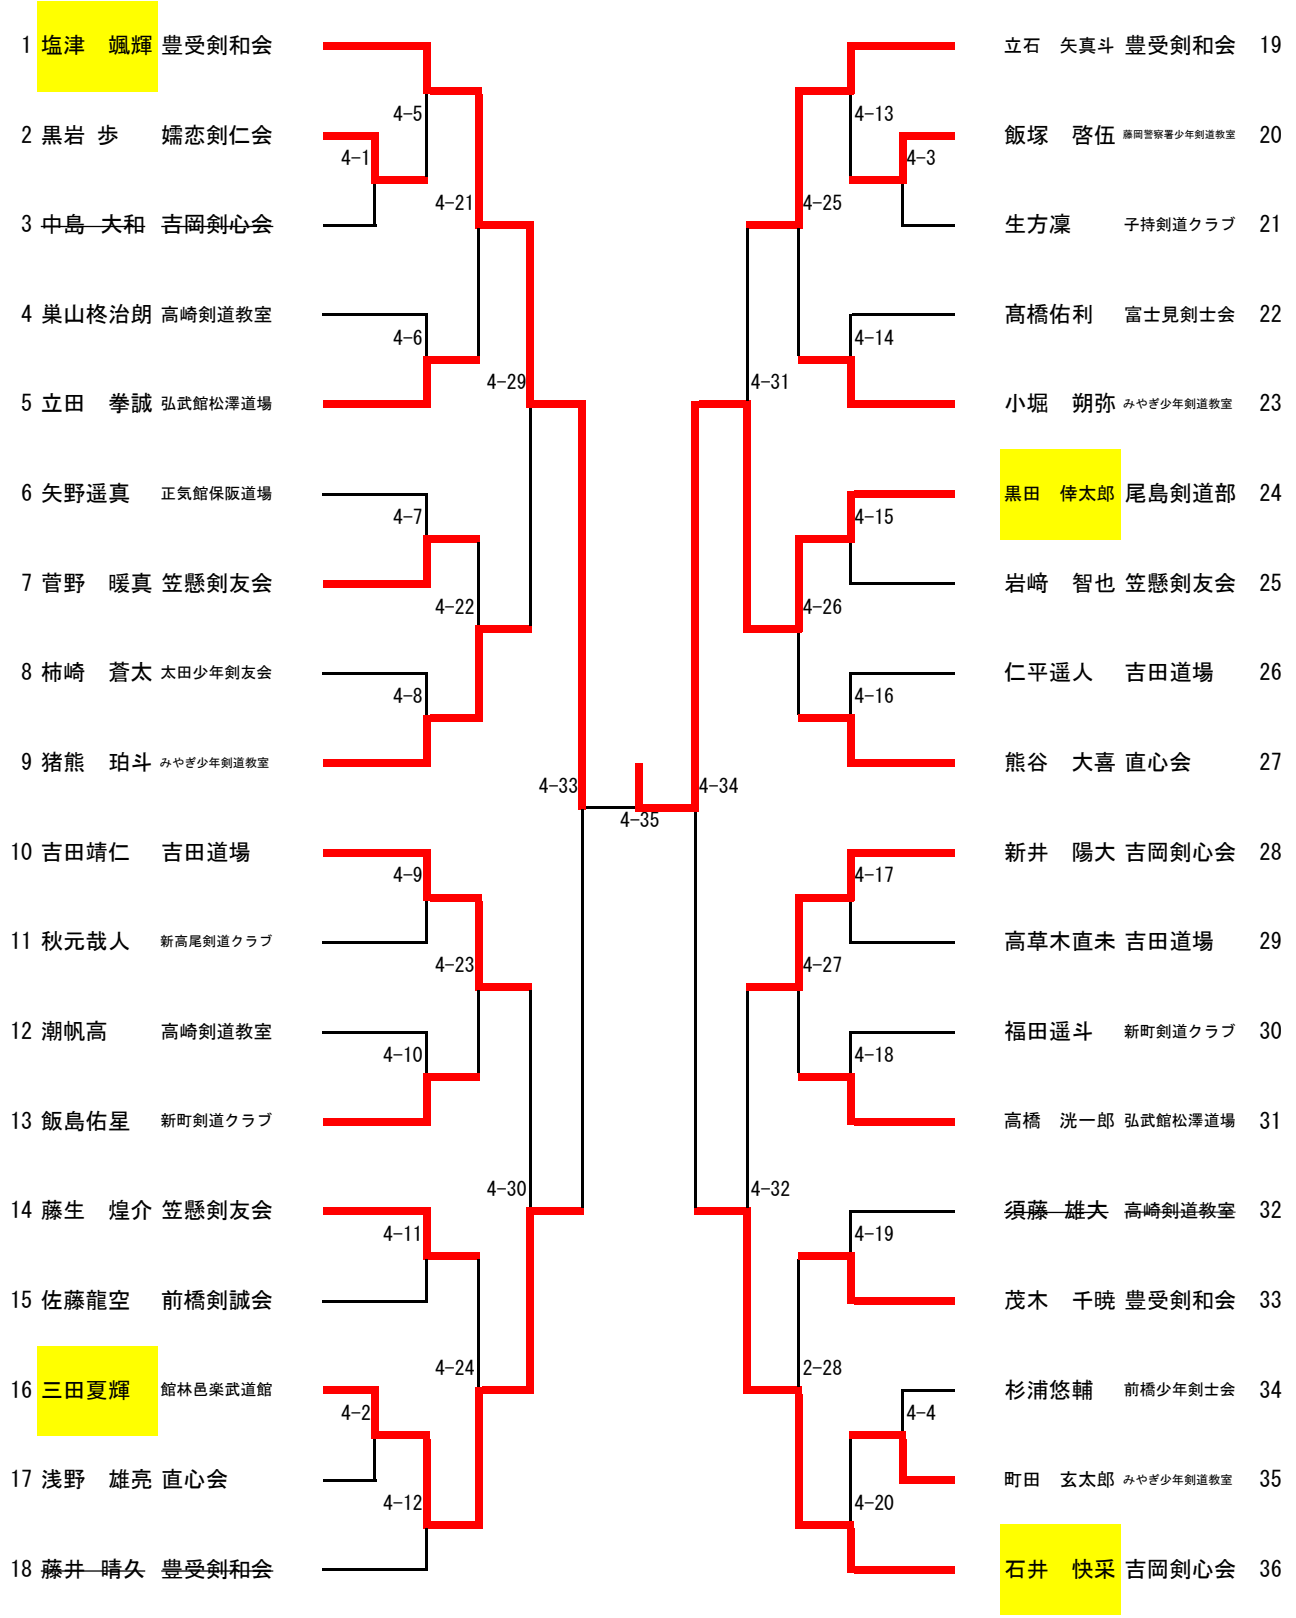 1 塩津　颯輝 豊受剣和会
4-5
2 黒岩 歩 嬬恋剣仁会
4-1
4-21
3 中島 大和 吉岡剣心会
4 巣山柊治朗 高崎剣道教室
4-6
4-29
5 立田　拳誠 弘武館松澤道場
6 矢野遥真 正気館保阪道場
4-7
7 菅野　暖真 笠懸剣友会
4-22
8 柿崎　蒼太 太田少年剣友会
4-8
9 猪熊　珀斗 みやぎ少年剣道教室
4-33
10 吉田靖仁 吉田道場
4-9
11 秋元哉人 新高尾剣道クラブ
4-23
12 潮帆高 高崎剣道教室
4-10
13 飯島佑星 新町剣道クラブ
4-30
14 藤生　煌介 笠懸剣友会
4-11
15 佐藤龍空 前橋剣誠会
4-24
16 三田夏輝 館林邑楽武道館
4-2
17 浅野　雄亮 直心会
4-12
18 藤井 晴久 豊受剣和会
4-35
立石　矢真斗 豊受剣和会 19
4-13
飯塚　啓伍 藤岡警察署少年剣道教室 20
4-3
4-25
生方凜 子持剣道クラブ 21
髙橋佑利 富士見剣士会 22
4-14
4-31
小堀　朔弥 みやぎ少年剣道教室 23
黒田　倖太郎 尾島剣道部 24
4-15
岩﨑　智也 笠懸剣友会 25
4-26
仁平遥人 吉田道場 26
4-16
熊谷　大喜 直心会 27
4-34
新井　陽大 吉岡剣心会 28
4-17
高草木直未 吉田道場 29
4-27
福田遥斗 新町剣道クラブ 30
4-18
高橋　洸一郎 弘武館松澤道場 31
4-32
須藤 雄大 高崎剣道教室 32
4-19
茂木　千暁 豊受剣和会 33
2-28
杉浦悠輔 前橋少年剣士会 34
4-4
町田　玄太郎 みやぎ少年剣道教室 35
4-20
石井　快采 吉岡剣心会 36